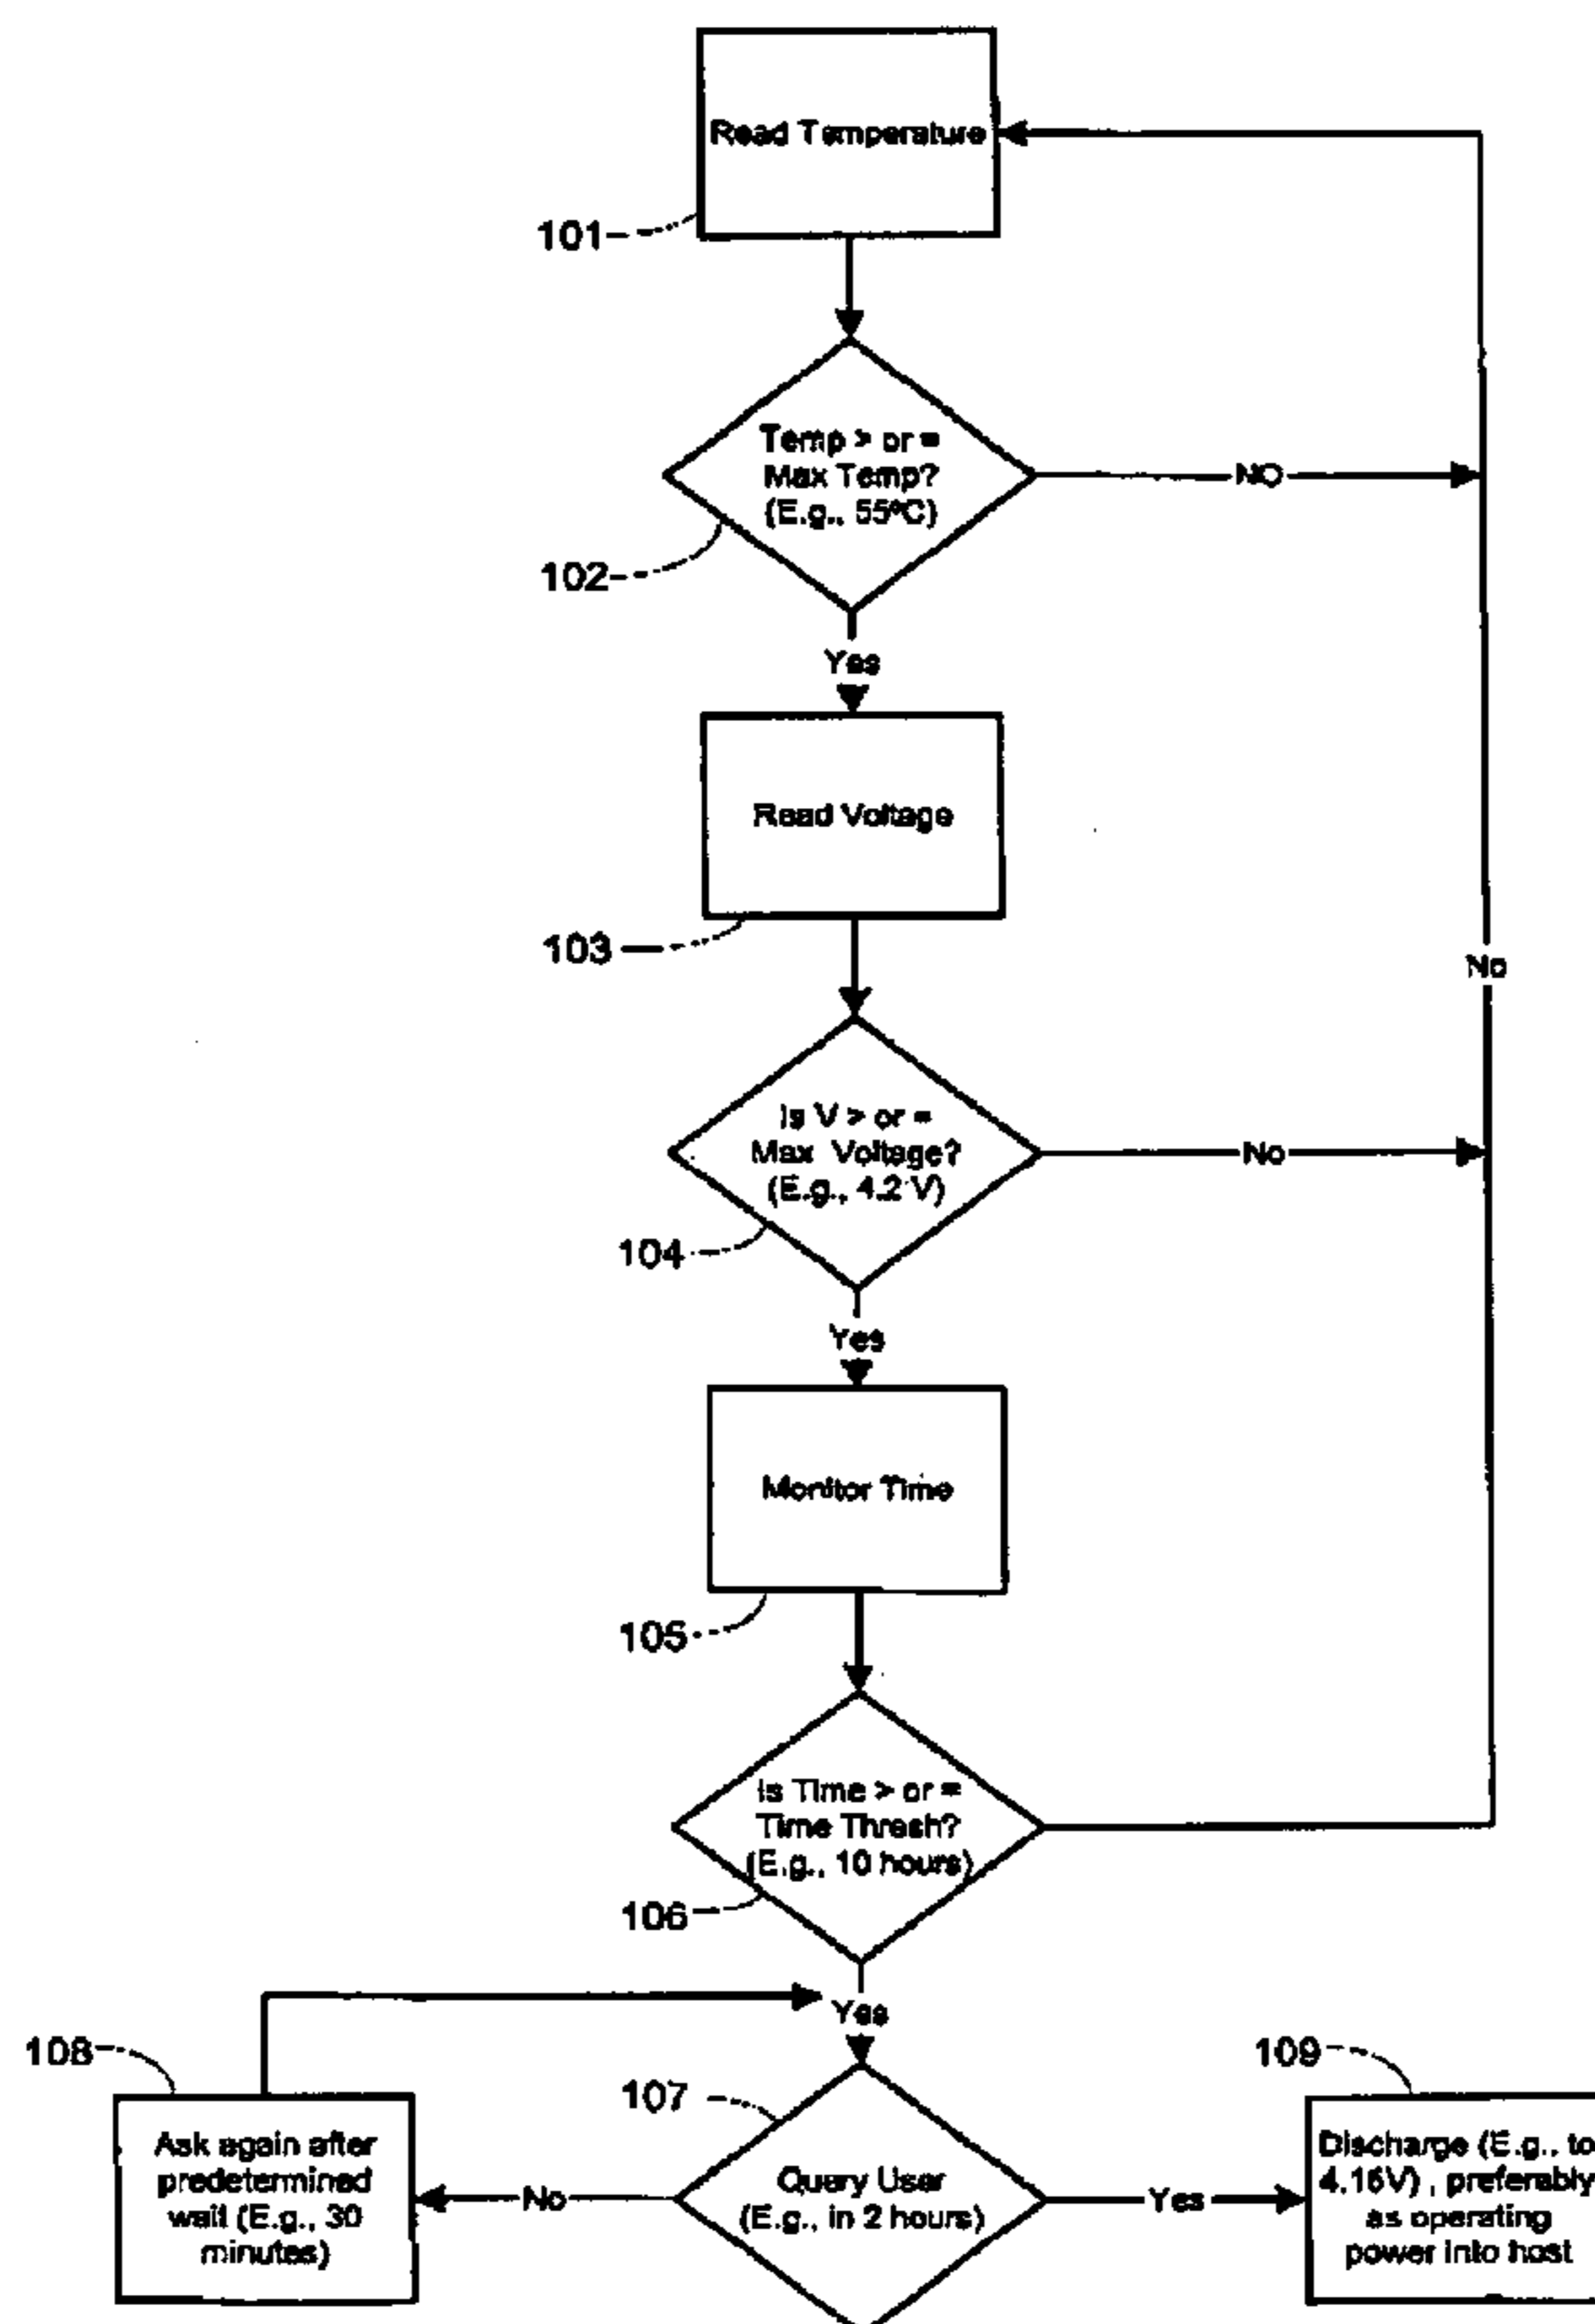 Read Temperature
101
Temp > or =
Max Temp?
(E.g., 55ºC)
NO
102
Yes
Read Voltage
103
No
Is V > or =
Max Voltage?
(E.g., 4.2 V)
No
104
Yes
Monitor Time
105
Is Time > or =
Time Thresh?
(E.g., 10 hours)
106
Yes
108
107
109
Ask again after
predetermined
wait (E.g., 30
minutes)
No
Query User
(E.g., in 2 hours)
Yes
Discharge (E.g., to
4.16V) , preferably
as operating
power into host